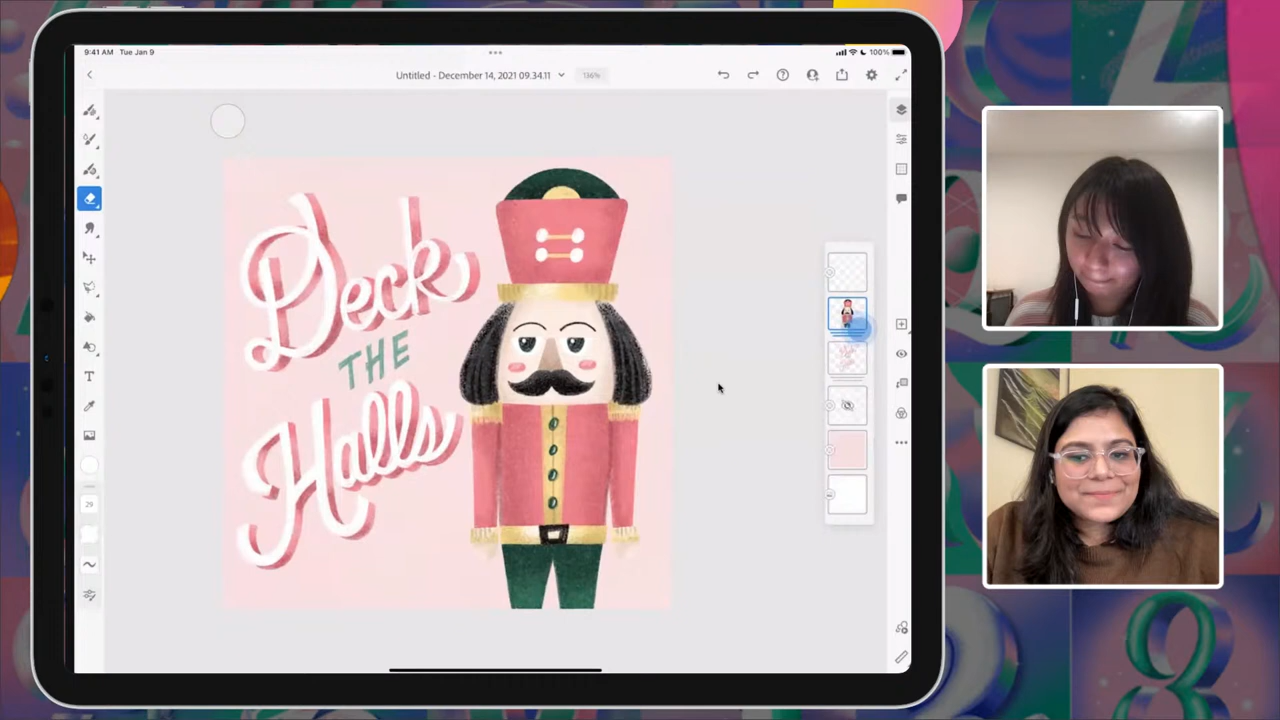 9:41 AM Tue Jan 9
100%
Untitled - December 14, 2021 09.34.11
136%
Deck
THE
Halls
T
29
8